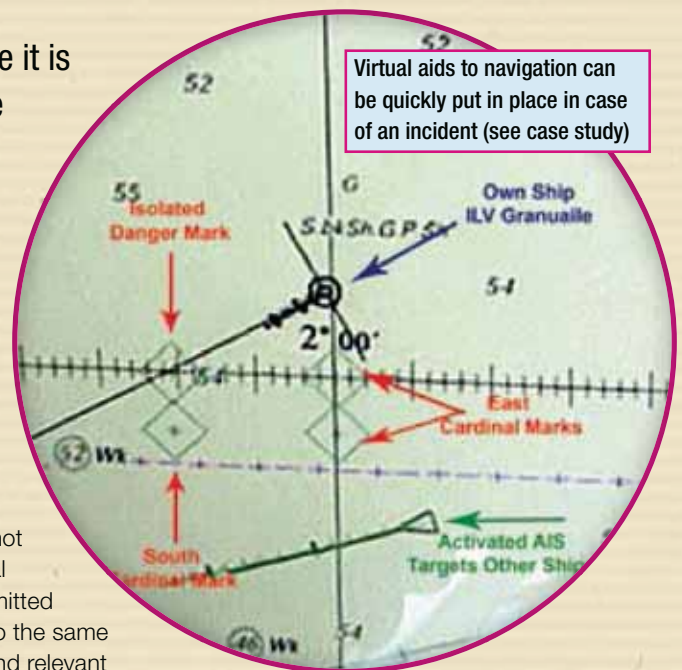 e it is
e
Virtual aids to navigation can
be quickly put in place in case
of an incident (see case study)
52
52
55
Isolated
Danger Mark
G
Own Ship
ILV Granuaille
54
2° 00'
54
East
Cardinal Marks
52 Wk
South
Cardinal Mark
Activated AIS
Targets Other Ship
46 Wk
54
not
al
mitted
o the same
nd relevant